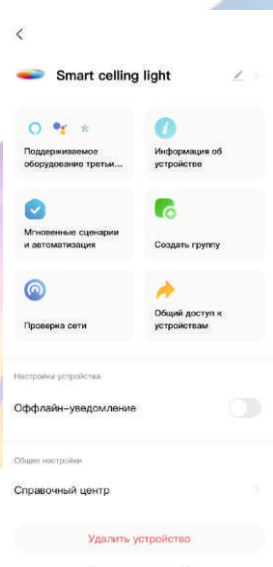 Smart celling light
Поддерживаемое
оборудование третьи...
Информация об
устройстве
Мгновенные сценарии
и автоматизация
Создать группу
Проверка сети
Общий доступ к
устройствам
Настройки устройства
Оффлайн-уведомление
Общие настройки
Справочный центр
Удалить устройство